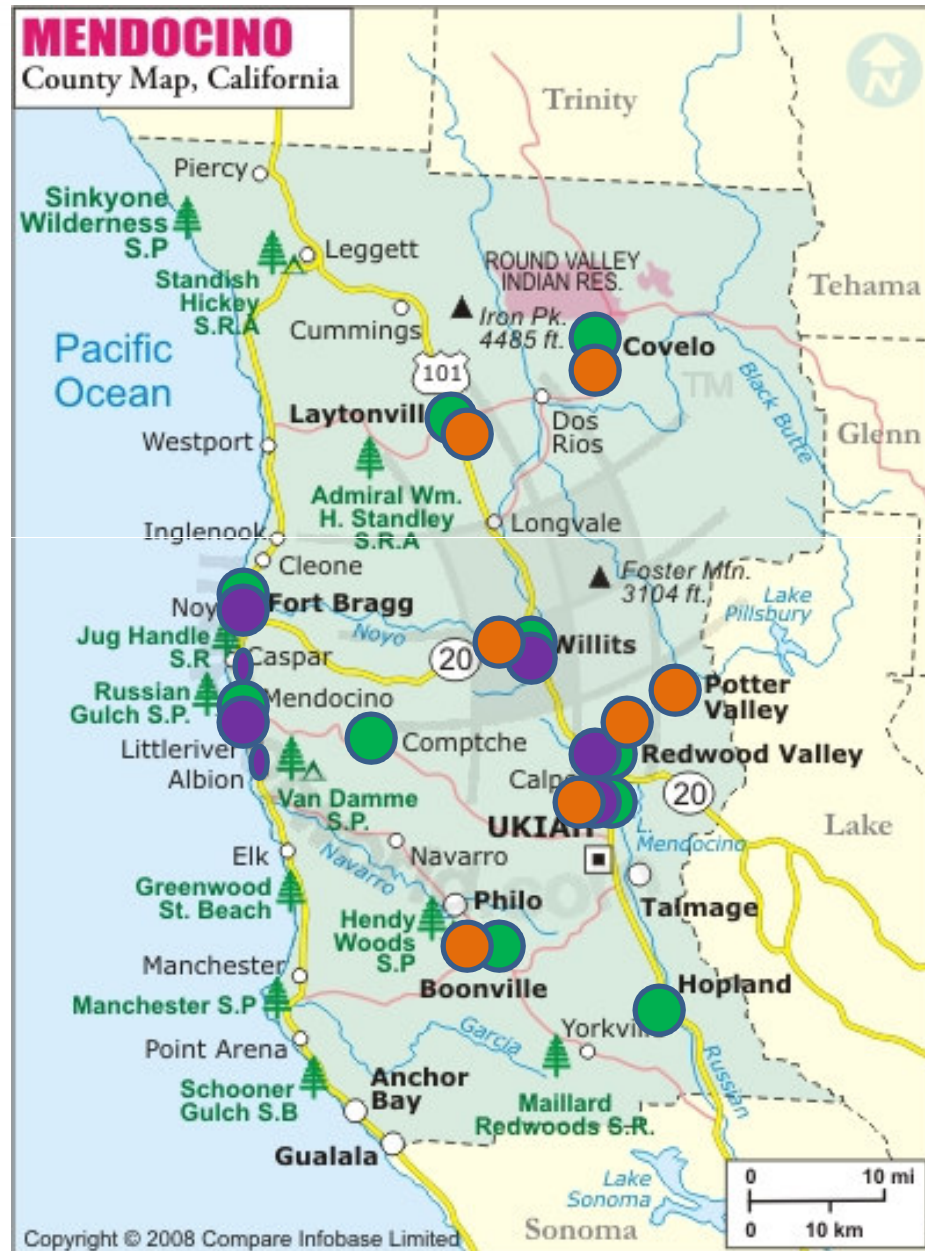 MENDOCINO
County Map, California
N
Trinity
Piercy
Sinkyone
Wilderness
S.P
Leggett
Standish
Hickey
S.R.A
ROUND VALLEY
INDIAN RES.
Tehama
Cummings
Iron Pk.
4485 ft.
Covelo
Pacific
Ocean
101
TM
Black Butte
Laytonvill
Dos
Rios
Glenn
Westport
Admiral Wm.
H. Standley
S.R.A
Longvale
Inglenook
Cleone
Foster Mtn.
3104 ft.
Lake
Pillsbury
Noy
Fort Bragg
Noyo
Jug Handle
S.R
Caspar
20
Willits
Russian
Gulch S.P.
Mendocino
Potter
Valley
Comptche
Redwood Valley
Littleriver
Albion
Calpe
20
Van Damme
S.P.
UKIAH
L.
Mendocino
Lake
Elk
Navarro
Navarro
Greenwood
St. Beach
Philo
Talmage
Hendy
Woods
S.P
Boonville
Manchester
Hopland
Manchester S.P
Garcia
Yorkvill
Point Arena
Russian
Schooner
Gulch S.B
Anchor
Bay
Maillard
Redwoods S.R.
Gualala
Lake
Sonoma
0 10 mi
0 10 km
Sonoma
Copyright © 2008 Compare Infobase Limited